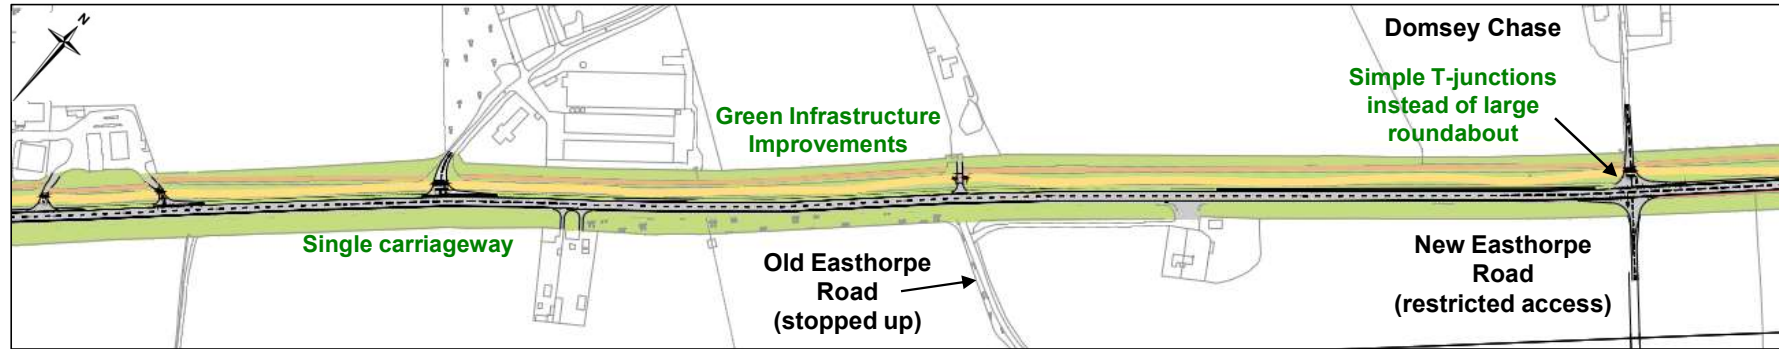 N
Domsey Chase
Simple T-junctions
instead of large
roundabout
Green Infrastructure
Improvements
Single carriageway
Old Easthorpe
Road
(stopped up)
New Easthorpe
Road
(restricted access)